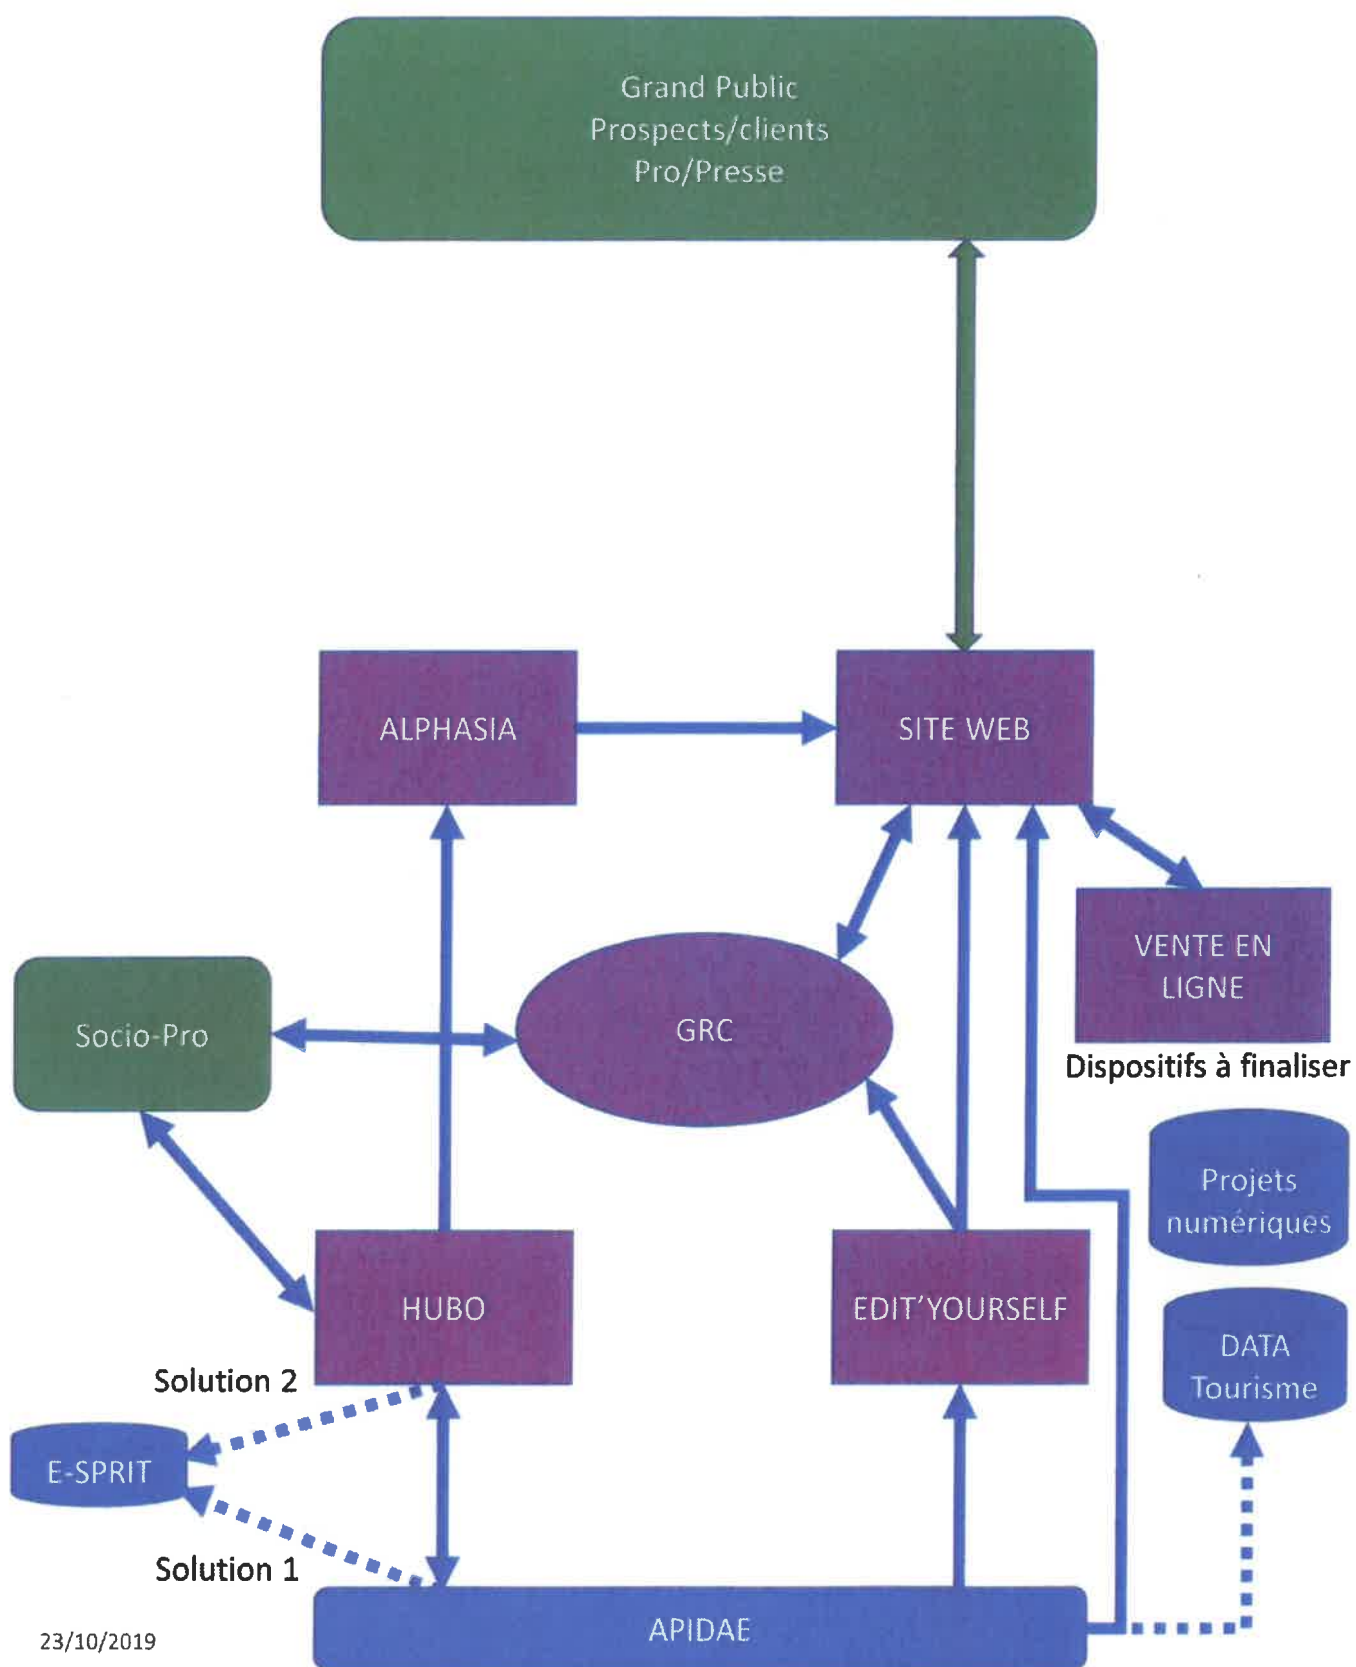 Grand Public
Prospects/clients
Pro/Presse
ALPHASIA
SITE WEB
VENTE EN
LIGNE
Dispositifs à finaliser
Socio-Pro
GRC
Projets
numériques
HUBO
EDIT'YOURSELF
DATA
Tourisme
Solution 2
E-SPRIT
Solution 1
APIDAE
23/10/2019